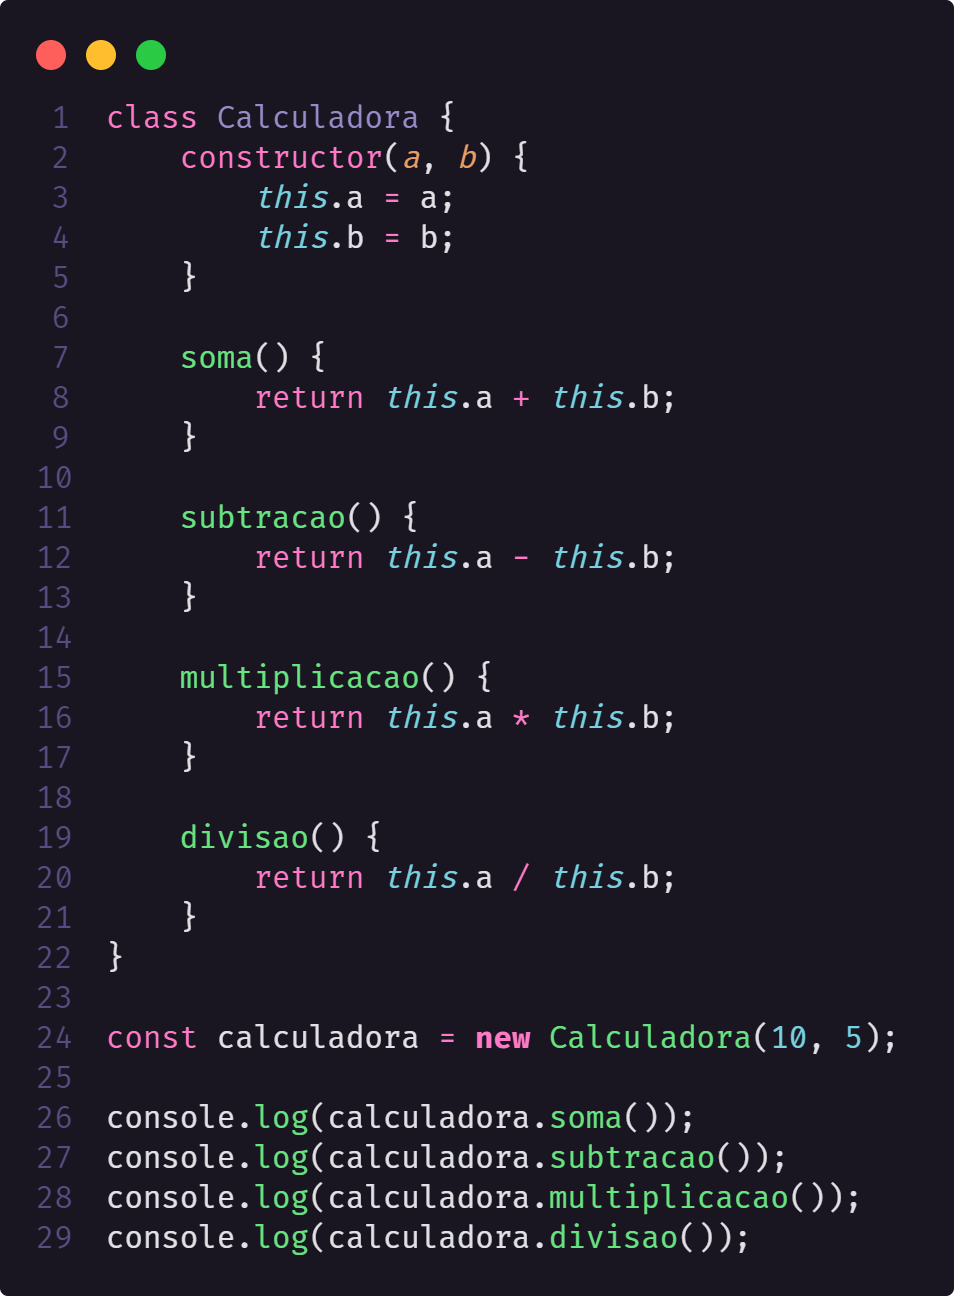 1 class Calculadora {
2     constructor(a, b) {
3         this.a = a;
4         this.b = b;
5     }
6
7     soma() {
8         return this.a + this.b;
9     }
10
11     subtracao() {
12         return this.a - this.b;
13     }
14
15     multiplicacao() {
16         return this.a * this.b;
17     }
18
19     divisao() {
20         return this.a / this.b;
21     }
22 }
23
24 const calculadora = new Calculadora(10, 5);
25
26 console.log(calculadora.soma());
27 console.log(calculadora.subtracao());
28 console.log(calculadora.multiplicacao());
29 console.log(calculadora.divisao());